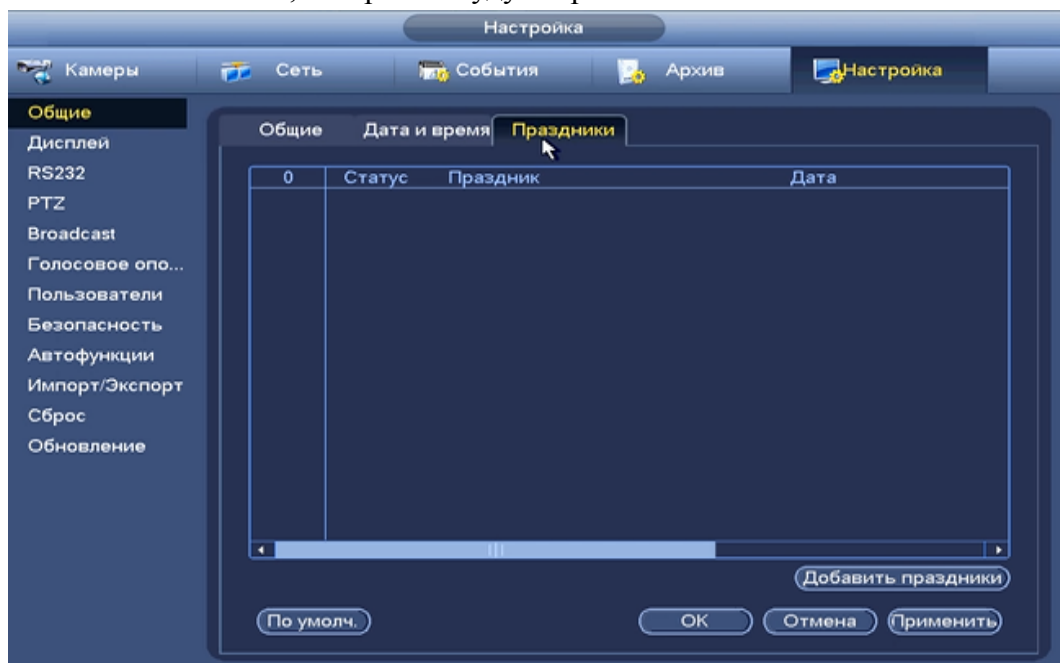 Настройка
Камеры Сеть События Архив Настройка
Общие
Дисплей
RS232
PTZ
Broadcast
Голосовое опо...
Пользователи
Безопасность
Автофункции
Импорт/Экспорт
Сброс
Обновление
Общие Дата и время Праздники
0 Статус Праздник Дата
Добавить праздники
По умолч. OK Отмена Применить